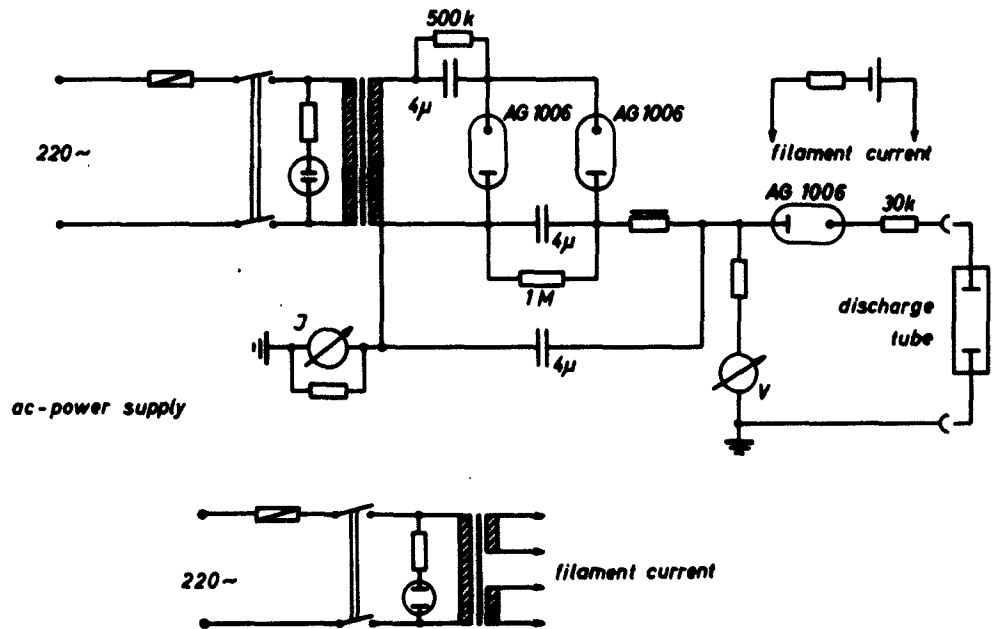 500k
4μ
AG 1006
AG 1006
220~
filament current
AG 1006
30k
4μ
1M
discharge
tube
J
4μ
V
ac-power supply
220~
filament current